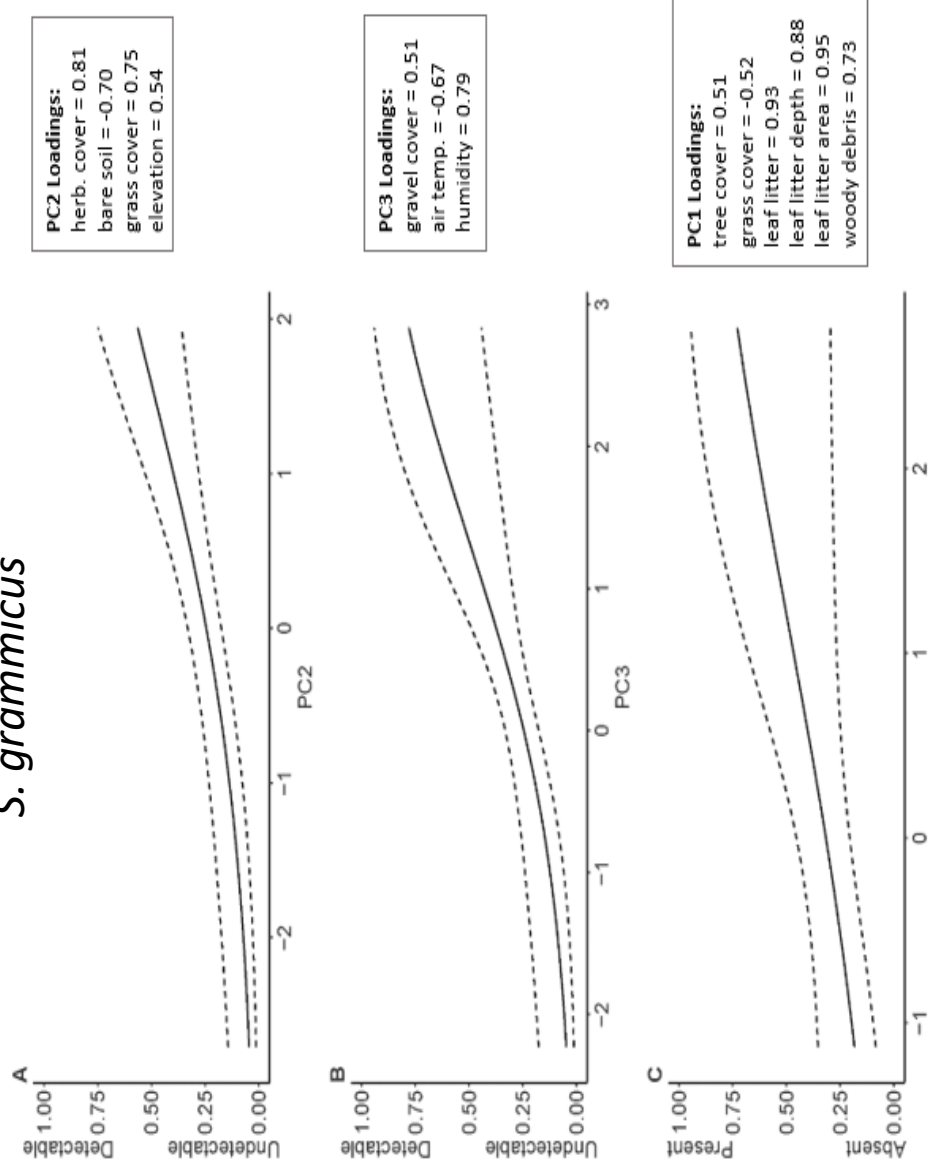 S. grammicus
A
1.00
0.75
0.50
0.25
0.00
Detectable
Undetectable
−2
−1
0
1
2
PC2
PC2 Loadings:
herb. cover = 0.81
bare soil = -0.70
grass cover = 0.75
elevation = 0.54
B
1.00
0.75
0.50
0.25
0.00
Detectable
Undetectable
−2
−1
0
1
2
3
PC3
PC3 Loadings:
gravel cover = 0.51
air temp. = -0.67
humidity = 0.79
C
1.00
0.75
0.50
0.25
0.00
Present
Absent
−1
0
1
2
PC1 Loadings:
tree cover = 0.51
grass cover = -0.52
leaf litter = 0.93
leaf litter depth = 0.88
leaf litter area = 0.95
woody debris = 0.73